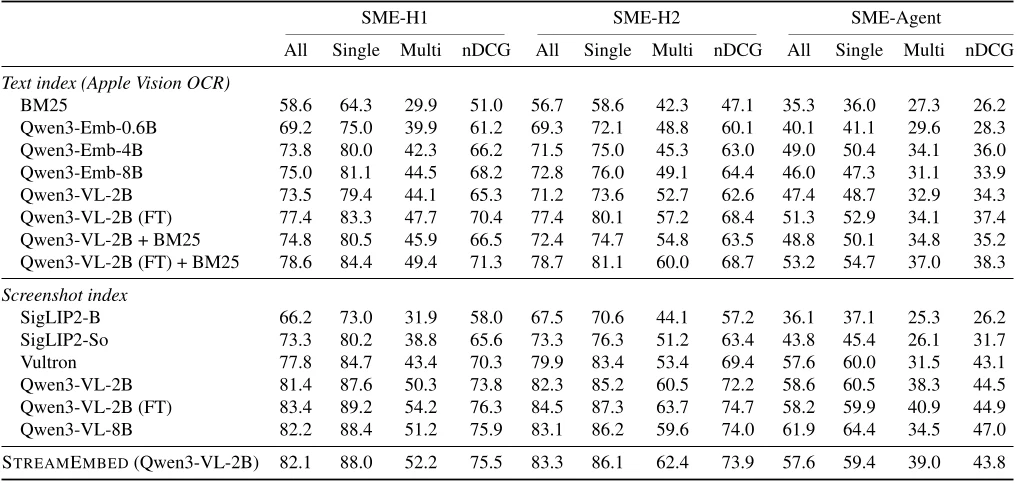 SME-H1 SME-H2 SME-Agent
All Single Multi nDCG All Single Multi nDCG All Single Multi nDCG
Text index (Apple Vision OCR)
BM25 58.6 64.3 29.9 51.0 56.7 58.6 42.3 47.1 35.3 36.0 27.3 26.2
Qwen3-Emb-0.6B 69.2 75.0 39.9 61.2 69.3 72.1 48.8 60.1 40.1 41.1 29.6 28.3
Qwen3-Emb-4B 73.8 80.0 42.3 66.2 71.5 75.0 45.3 63.0 49.0 50.4 34.1 36.0
Qwen3-Emb-8B 75.0 81.1 44.5 68.2 72.8 76.0 49.1 64.4 46.0 47.3 31.1 33.9
Qwen3-VL-2B 73.5 79.4 44.1 65.3 71.2 73.6 52.7 62.6 47.4 48.7 32.9 34.3
Qwen3-VL-2B (FT) 77.4 83.3 47.7 70.4 77.4 80.1 57.2 68.4 51.3 52.9 34.1 37.4
Qwen3-VL-2B + BM25 74.8 80.5 45.9 66.5 72.4 74.7 54.8 63.5 48.8 50.1 34.8 35.2
Qwen3-VL-2B (FT) + BM25 78.6 84.4 49.4 71.3 78.7 81.1 60.0 68.7 53.2 54.7 37.0 38.3
Screenshot index
SigLIP2-B 66.2 73.0 31.9 58.0 67.5 70.6 44.1 57.2 36.1 37.1 25.3 26.2
SigLIP2-So 73.3 80.2 38.8 65.6 73.3 76.3 51.2 63.4 43.8 45.4 26.1 31.7
Vultron 77.8 84.7 43.4 70.3 79.9 83.4 53.4 69.4 57.6 60.0 31.5 43.1
Qwen3-VL-2B 81.4 87.6 50.3 73.8 82.3 85.2 60.5 72.2 58.6 60.5 38.3 44.5
Qwen3-VL-2B (FT) 83.4 89.2 54.2 76.3 84.5 87.3 63.7 74.7 58.2 59.9 40.9 44.9
Qwen3-VL-8B 82.2 88.4 51.2 75.9 83.1 86.2 59.6 74.0 61.9 64.4 34.5 47.0
STREAMEMBED (Qwen3-VL-2B) 82.1 88.0 52.2 75.5 83.3 86.1 62.4 73.9 57.6 59.4 39.0 43.8